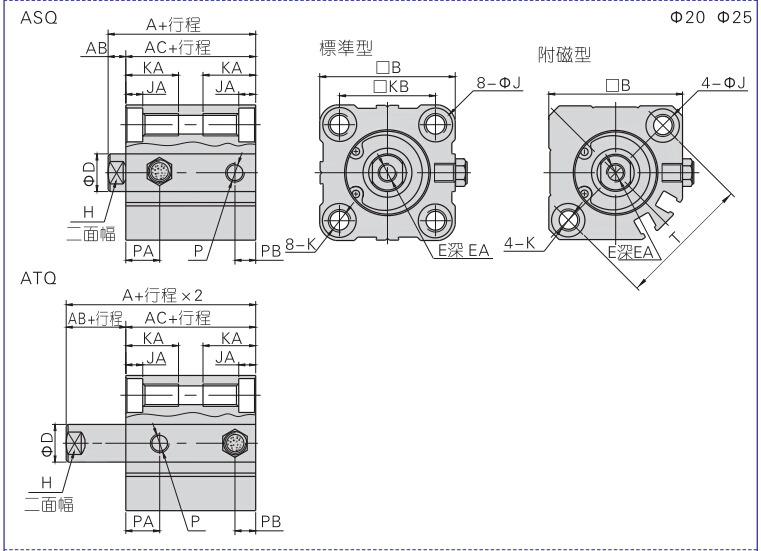 ASQ
Φ20 Φ25
A+行程
AB AC+行程
KA KA
JA JA
ΦD
H
二面幅
PA P PB
標準型
□B
□KB
8-ΦJ
8-K
E深 EA
附磁型
□B
4-ΦJ
4-K
E深EA
T
ATQ
A+行程×2
AB+行程 AC+行程
KA KA
JA JA
ΦD
H
二面幅
PA P PB